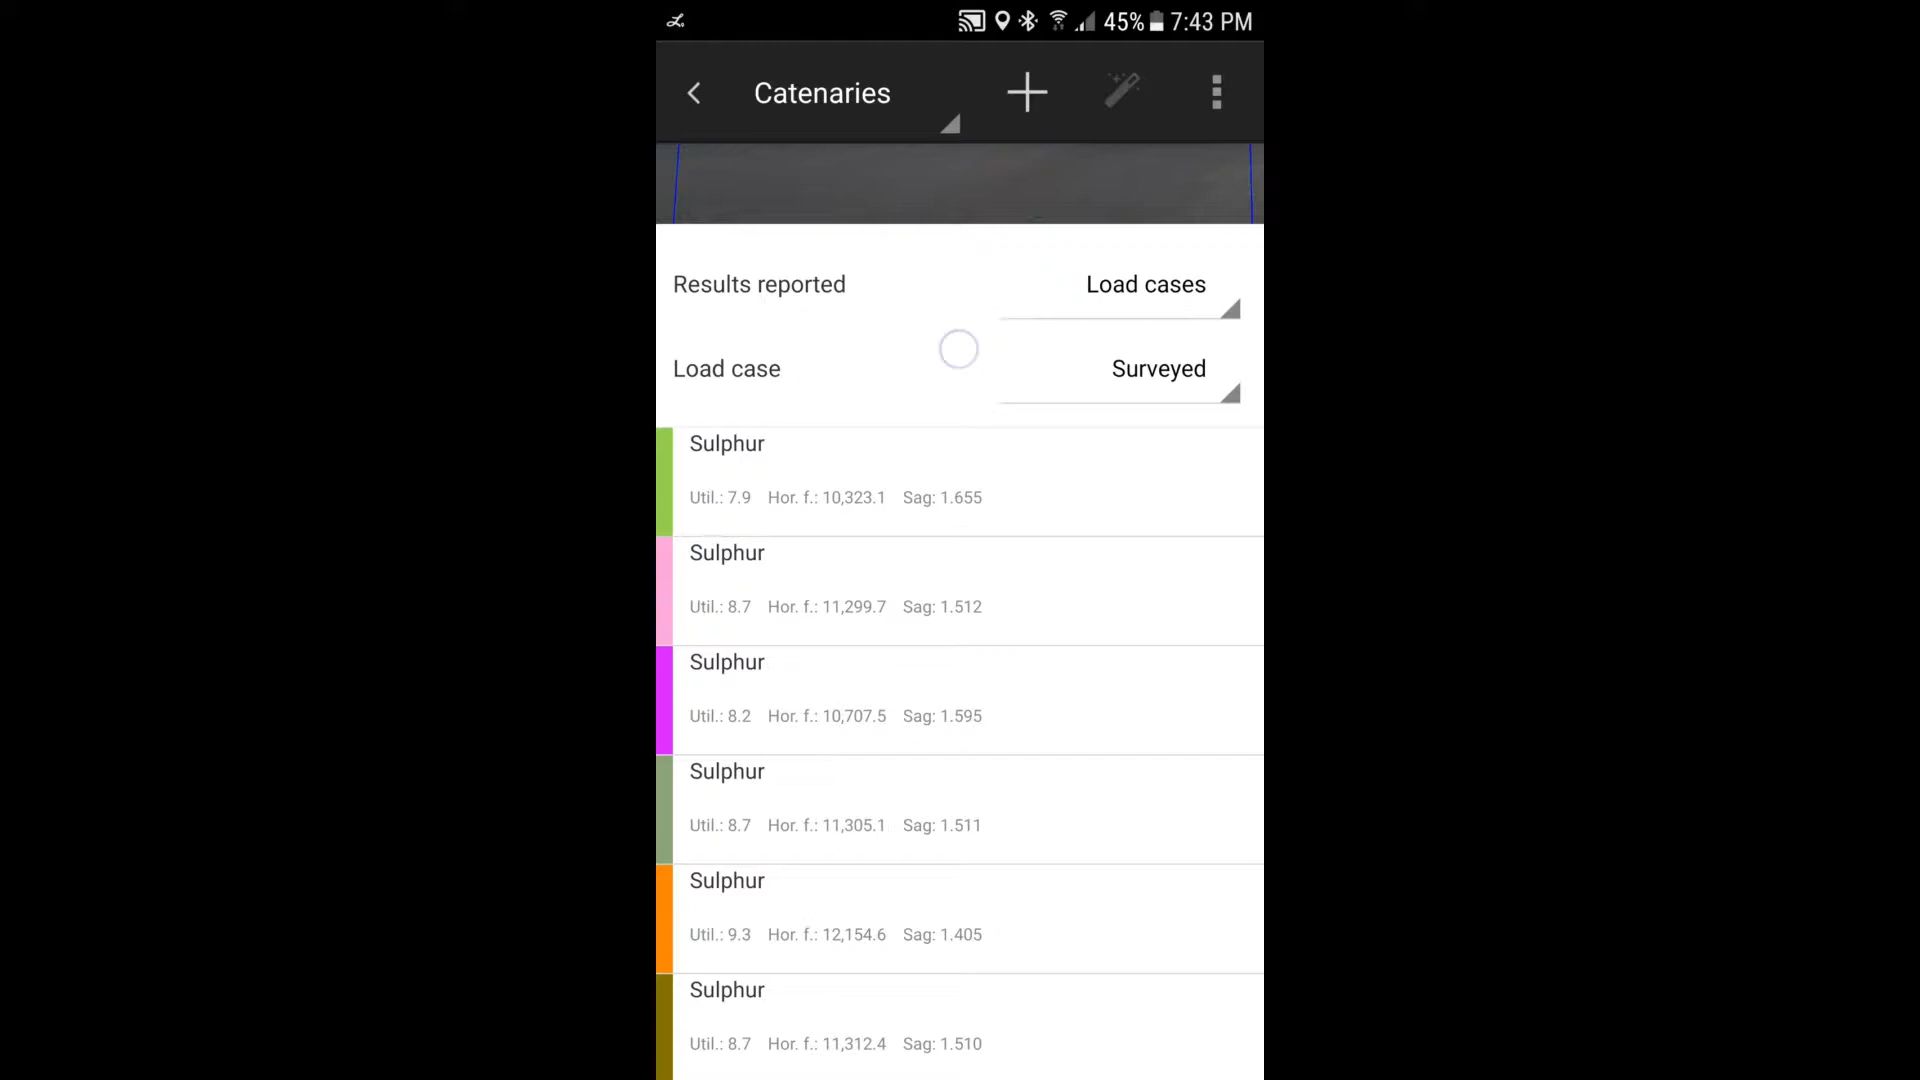 45% 7:43 PM
Catenaries
Results reported Load cases
Load case Surveyed
Sulphur
Util.: 7.9 Hor. f.: 10,323.1 Sag: 1.655
Sulphur
Util.: 8.7 Hor. f.: 11,299.7 Sag: 1.512
Sulphur
Util.: 8.2 Hor. f.: 10,707.5 Sag: 1.595
Sulphur
Util.: 8.7 Hor. f.: 11,305.1 Sag: 1.511
Sulphur
Util.: 9.3 Hor. f.: 12,154.6 Sag: 1.405
Sulphur
Util.: 8.7 Hor. f.: 11,312.4 Sag: 1.510